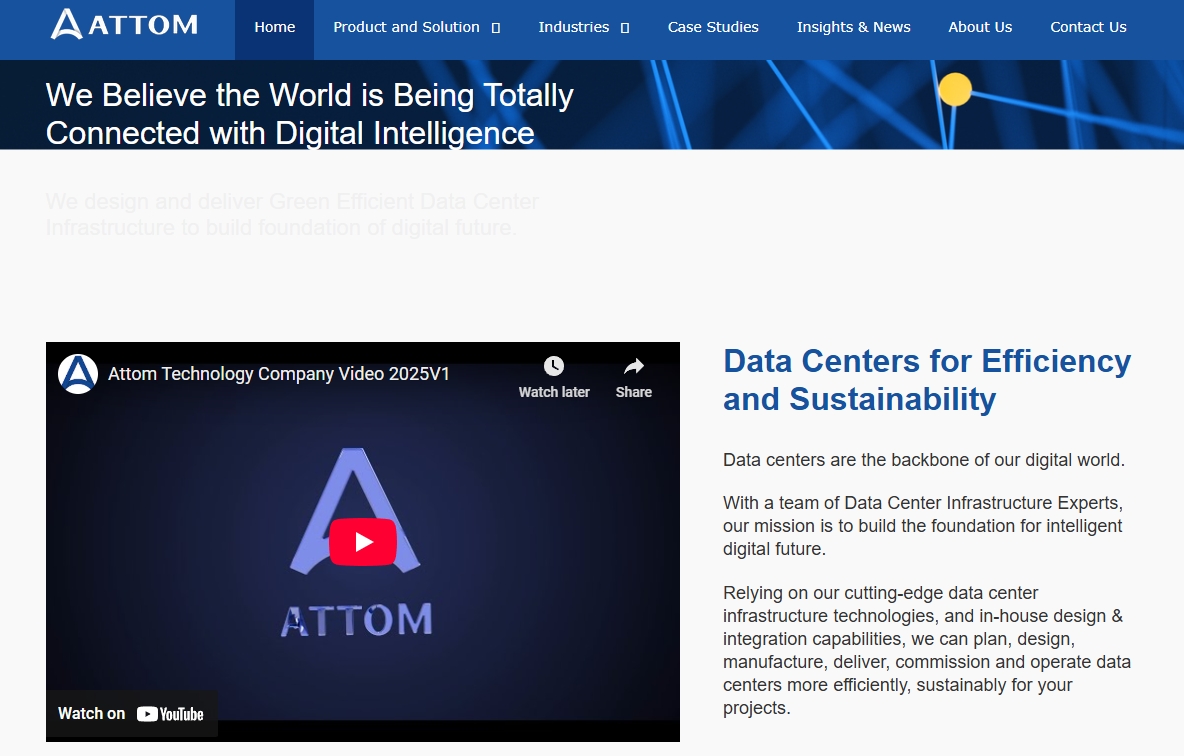 ATTOM
Home
Product and Solution
Industries
Case Studies
Insights & News
About Us
Contact Us
We Believe the World is Being Totally
Connected with Digital Intelligence
We design and deliver Green Efficient Data Center
Infrastructure to build foundation of digital future.
Attom Technology Company Video 2025V1
Watch later
Share
ATTOM
Watch on YouTube
Data Centers for Efficiency
and Sustainability
Data centers are the backbone of our digital world.
With a team of Data Center Infrastructure Experts,
our mission is to build the foundation for intelligent
digital future.
Relying on our cutting-edge data center
infrastructure technologies, and in-house design &
integration capabilities, we can plan, design,
manufacture, deliver, commission and operate data
centers more efficiently, sustainably for your
projects.